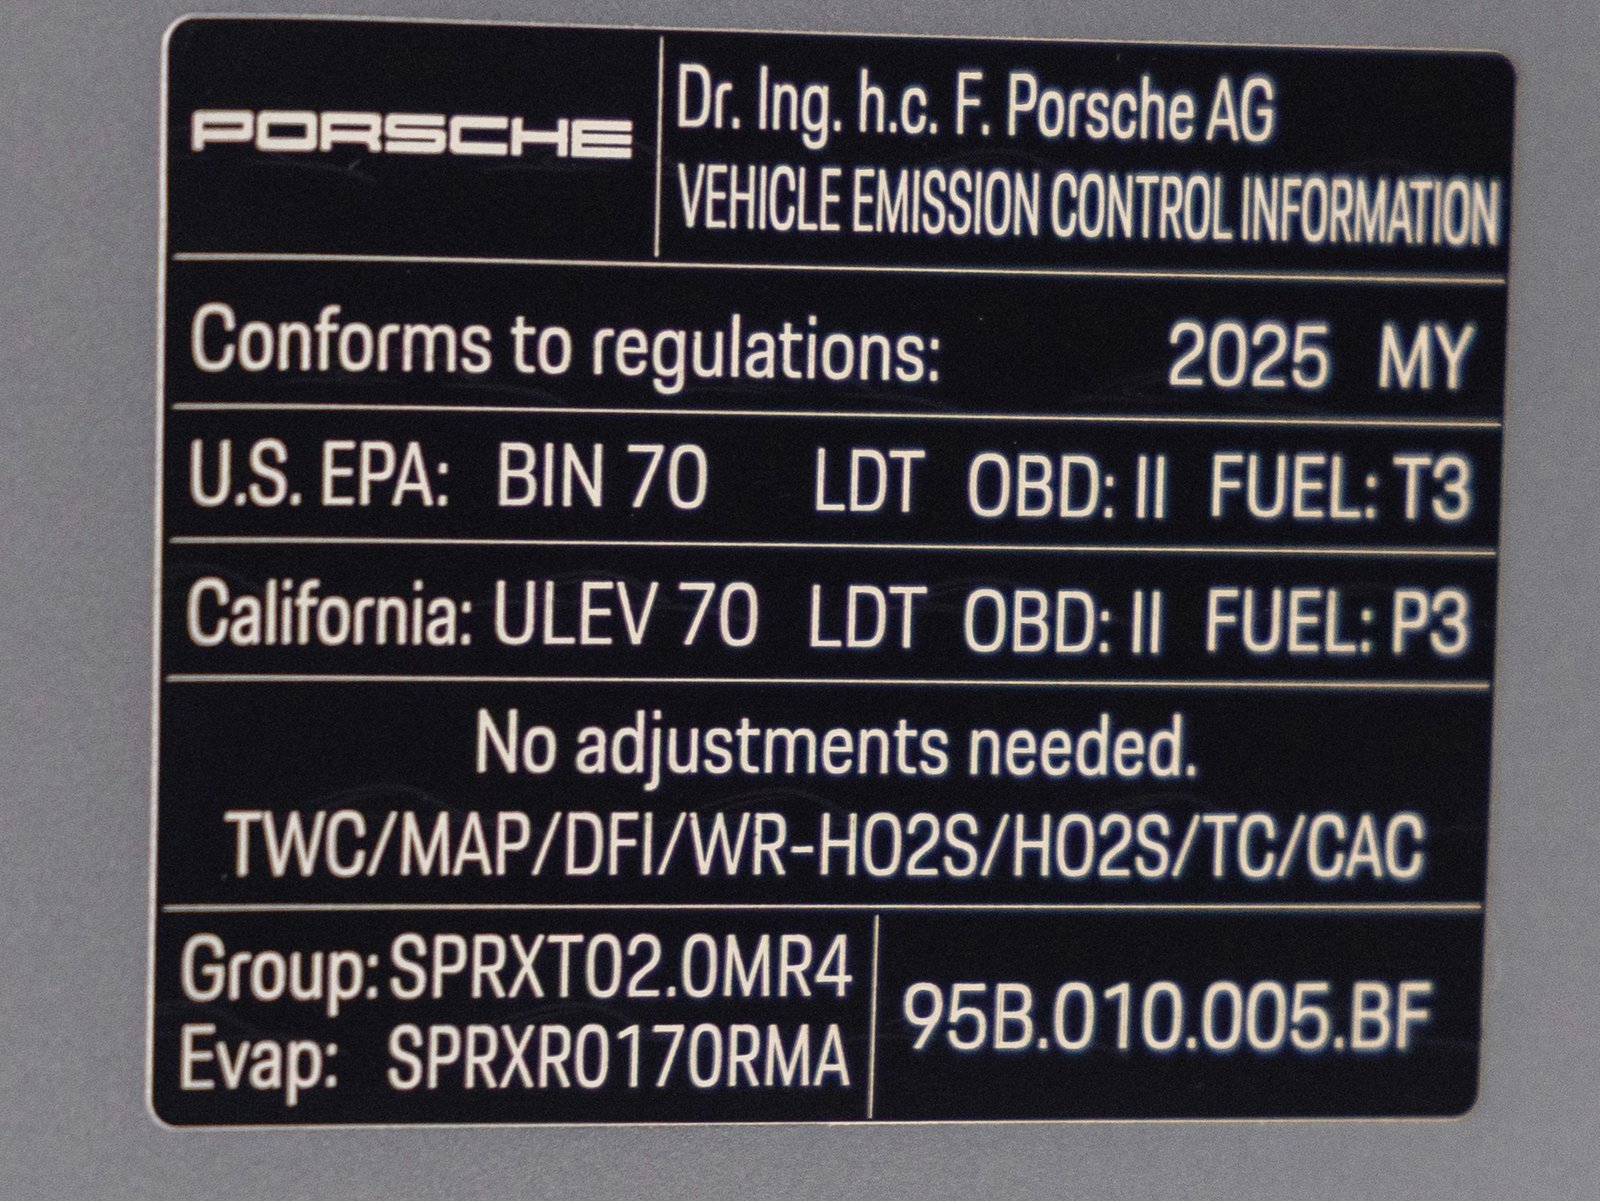 PORSCHE
Dr. Ing. h.c. F. Porsche AG
VEHICLE EMISSION CONTROL INFORMATION
Conforms to regulations: 2025 MY
U.S. EPA: BIN 70 LDT OBD: II FUEL: T3
California: ULEV 70 LDT OBD: II FUEL: P3
No adjustments needed.
TWC/MAP/DFI/WR-HO2S/HO2S/TC/CAC
Group: SPRXT02.0MR4
Evap: SPRXR0170RMA
95B.010.005.BF